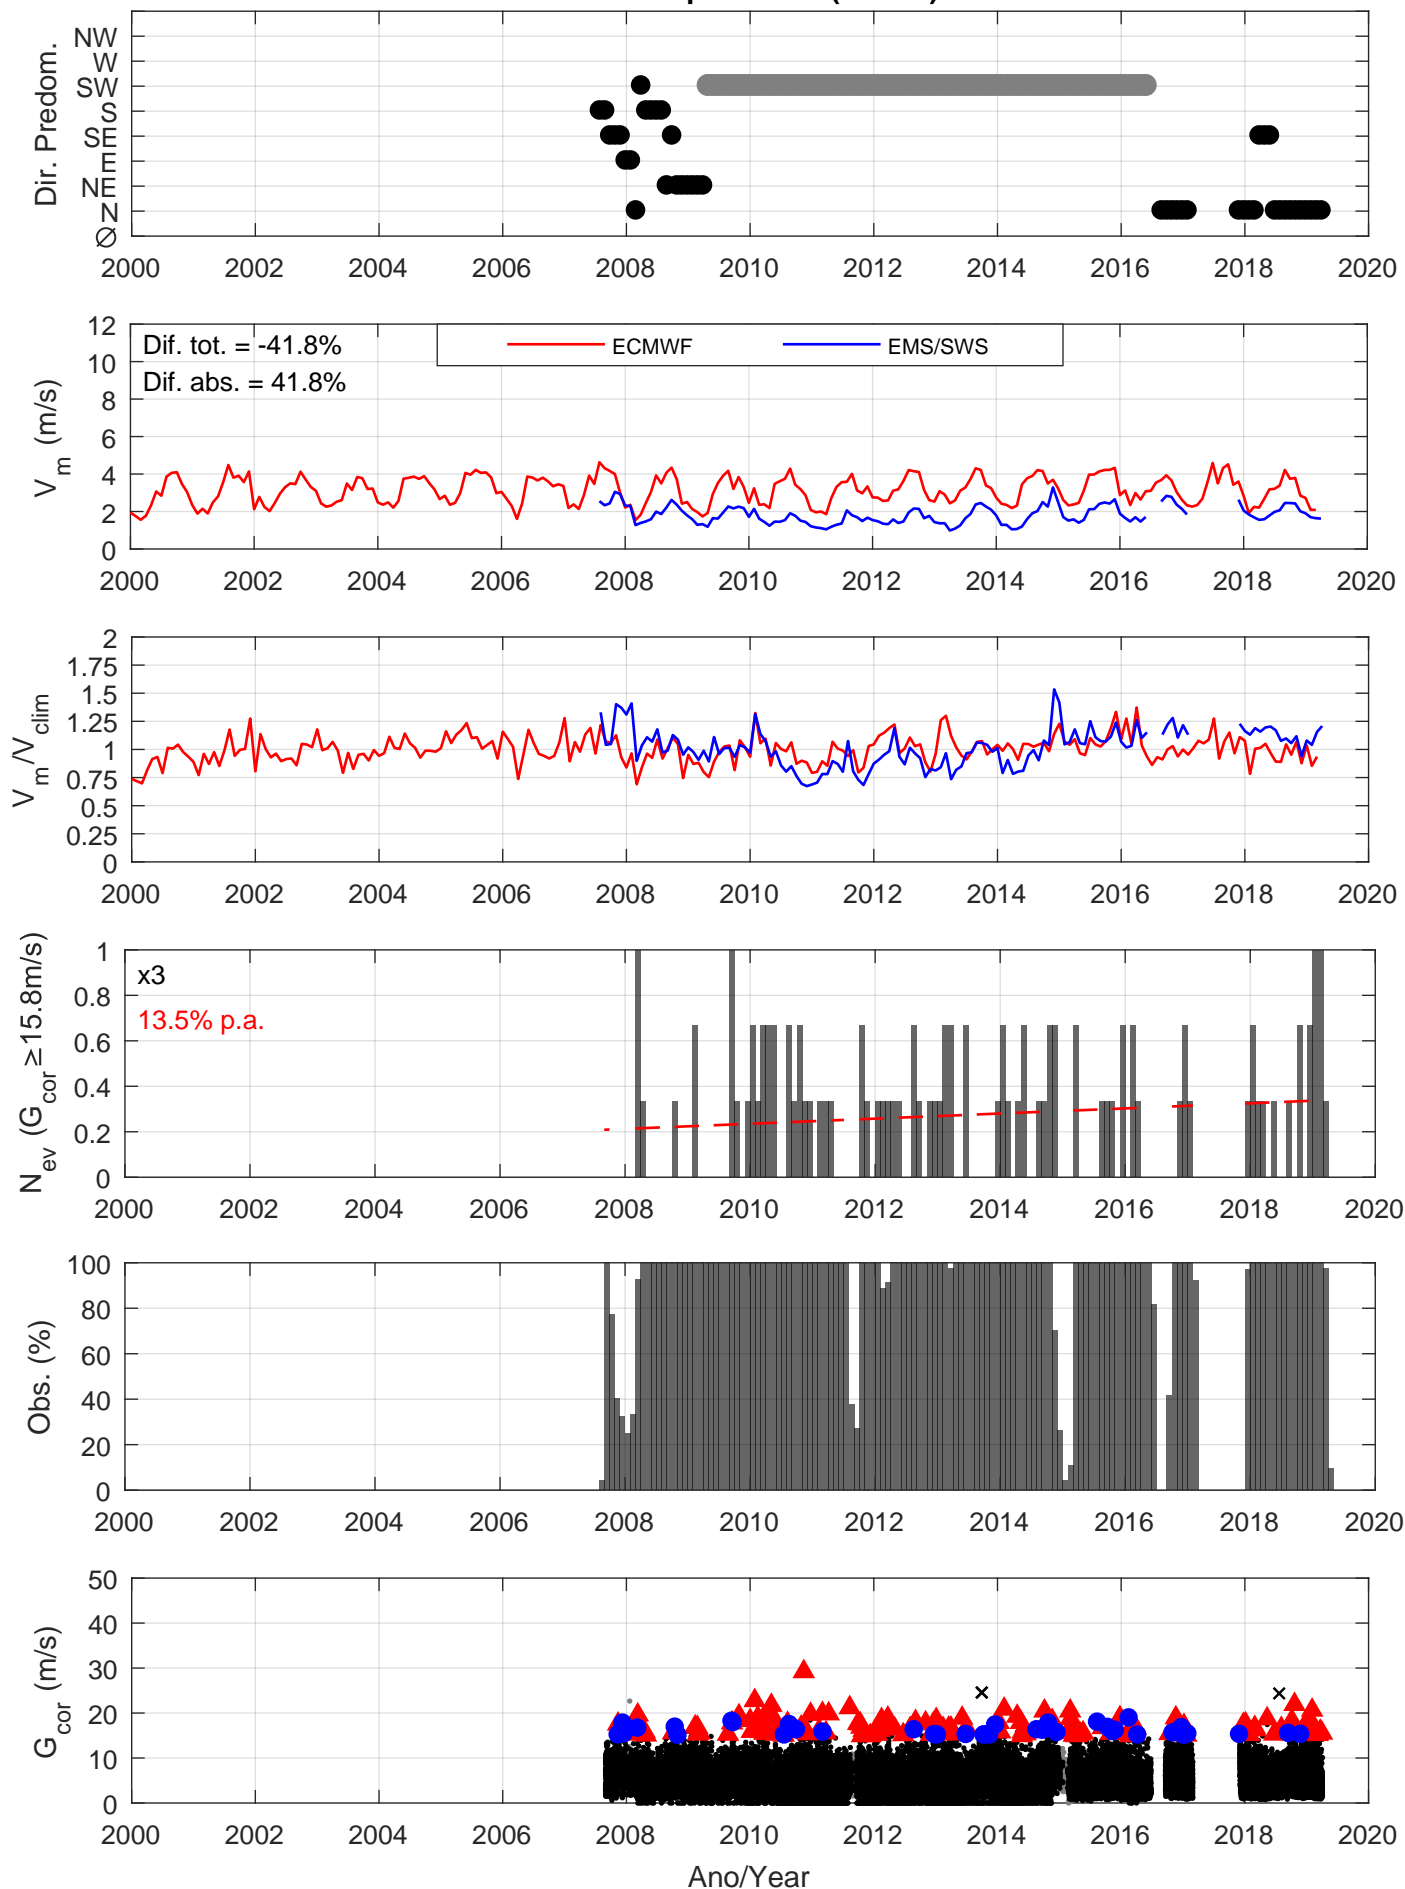 NW
W
SW
S
SE
E
NE
N
∅
Dir. Predom.
2000 2002 2004 2006 2008 2010 2012 2014 2016 2018 2020
12
10
8
6
4
2
0
V_m (m/s)
Dif. tot. = -41.8%
Dif. abs. = 41.8%
ECMWF
EMS/SWS
2000 2002 2004 2006 2008 2010 2012 2014 2016 2018 2020
2
1.75
1.5
1.25
1
0.75
0.5
0.25
0
V_m/V_clim
2000 2002 2004 2006 2008 2010 2012 2014 2016 2018 2020
1
0.8
0.6
0.4
0.2
0
N_ev (G_cor ≥15.8m/s)
x3
13.5% p.a.
2000 2002 2004 2006 2008 2010 2012 2014 2016 2018 2020
100
80
60
40
20
0
Obs. (%)
2000 2002 2004 2006 2008 2010 2012 2014 2016 2018 2020
50
40
30
20
10
0
G_cor (m/s)
2000 2002 2004 2006 2008 2010 2012 2014 2016 2018 2020
Ano/Year